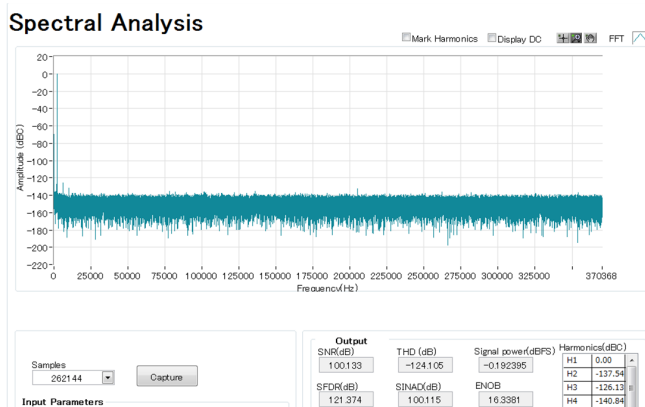 Spectral Analysis
Mark Harmonics Display DC FFT
Amplitude (dBC)
20
0
-20
-40
-60
-80
-100
-120
-140
-160
-180
-200
-220
0 25000 50000 75000 100000 125000 150000 175000 200000 225000 250000 275000 300000 325000 370368
Frequency(Hz)
Samples
262144
Capture
Input Parameters
Output
SNR(dB) THD (dB) Signal power(dBFS) Harmonics(dBC)
100.133 -124.105 -0.192395
SFDR(dB) SINAD(dB) ENOB
121.374 100.115 16.3381
H1 0.00
H2 -137.54
H3 -126.13
H4 -140.84